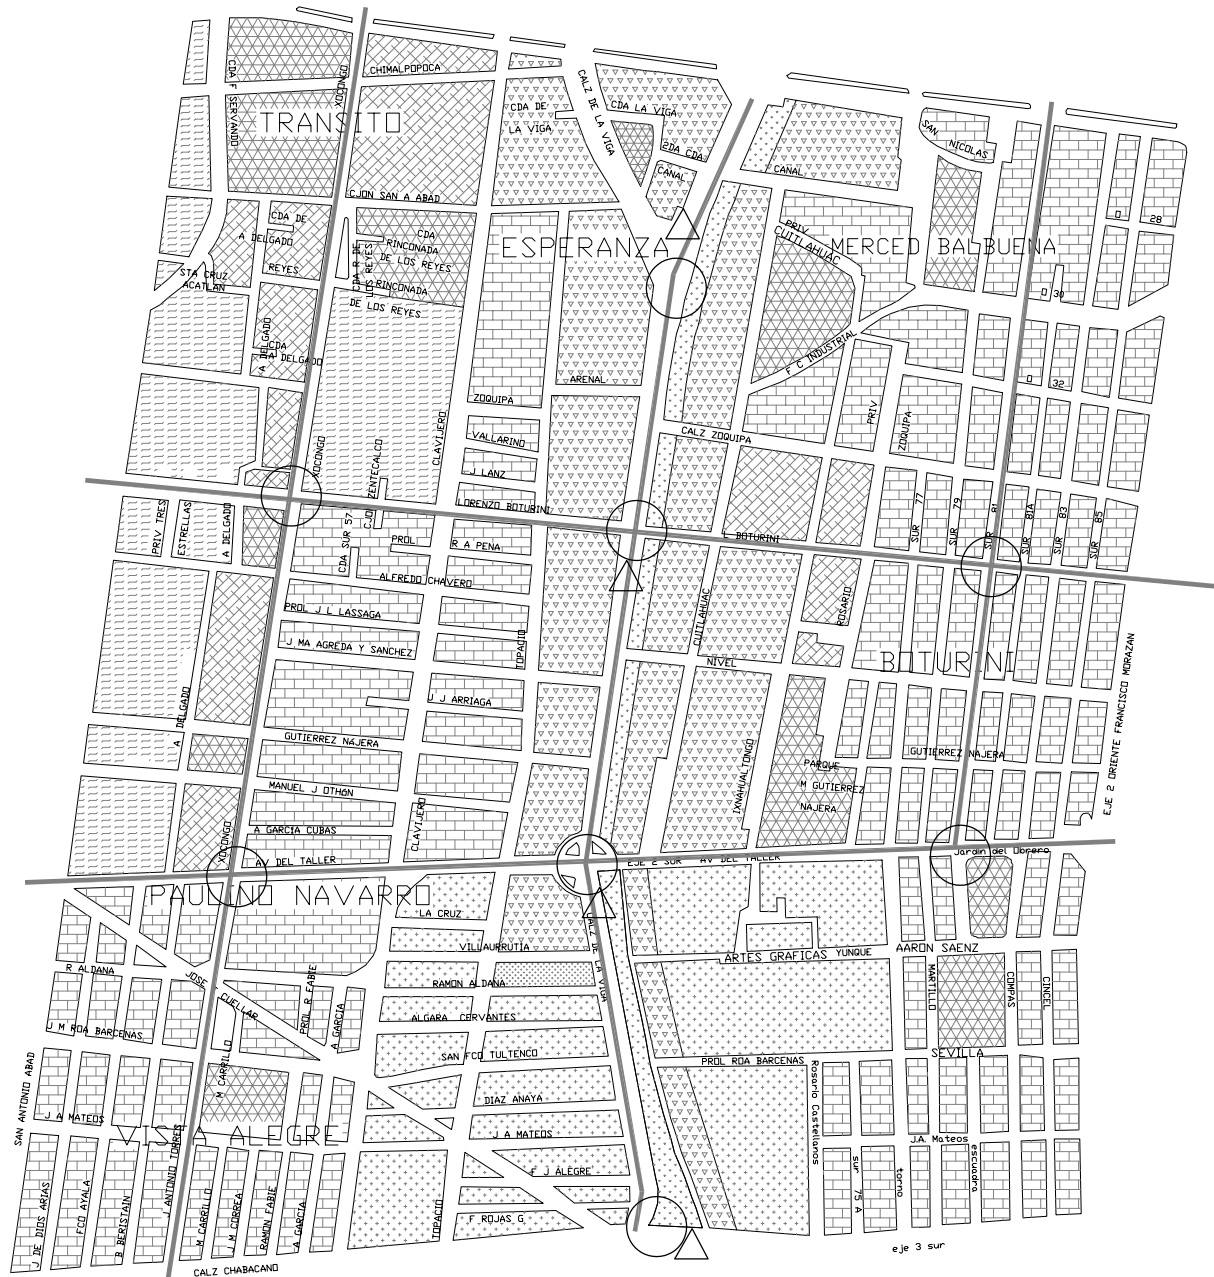 CHIMALPOPOCA
CDA F SERVANDO
XOCONGO
TRANSITO
CALZ DE LA VIGA
CDA DE
LA VIGA
CDA LA VIGA
2DA CDA
CANAL
CANAL
SAN NICOLAS
CJON SAN A ABAD
CDA DE
A DELGADO
REYES
STA CRUZ
ACATLAN
CDA R DE
LOS REYES
CDA
RINCONADA
DE LOS REYES
RINCONADA
DE LOS REYES
ESPERANZA
PRIV
CUITLAHUAC
MERCED BALBUENA
O 28
O 30
O 32
F C INDUSTRIAL
A DELGADO
CDA
A DELGADO
ARENAL
ZOQUIPA
VALLARINO
J LANZ
LORENZO BOTURINI
CLAVIJERO
CALZ ZOQUIPA
PRIV
ZOQUIPA
XOCONGO
CJON ZENTECALCO
PRIV TRES
ESTRELLAS
A DELGADO
CDA SUR 57
PROL
R A PENA
L BOTURINI
SUR 77
SUR 79
SUR 81
SUR 81A
SUR 83
SUR 85
ALFREDO CHAVERO
PROL J L LASSAGA
J MA AGREDA Y SANCHEZ
TOPACIO
CUITLAHUAC
ROSARIO
NIVEL
BOTURINI
EJE 2 ORIENTE FRANCISCO MORAZAN
J J ARRIAGA
A DELGADO
GUTIERREZ NAJERA
GUTIERREZ NAJERA
IXNAHUALTONGO
PARQUE
M GUTIERREZ
NAJERA
MANUEL J OTHON
A GARCIA CUBAS
XOCONGO
CLAVIJERO
AV DEL TALLER
EJE 2 SUR AV DEL TALLER
Jardin del Obrero
PAULINO NAVARRO
LA CRUZ
VILLAURRUTIA
CALZ DE LA VIGA
ARTES GRAFICAS YUNQUE
AARON SAENZ
R ALDANA
JOSE T CUELLAR
PROL R FABIE
A GARCIA
RAMON ALDANA
MARTILLO
COMPAS
CINCEL
J M ROA BARCENAS
ALGARA CERVANTES
SAN FCO TULTENCO
PROL ROA BARCENAS
SEVILLA
SAN ANTONIO ABAD
M CARRILLO
DIAZ ANAYA
Rosario Castellanos
J A MATEOS
VISTA ALEGRE
J A MATEOS
J.A. Mateos
F J ALEGRE
sur 75 A
torno
escuadra
J DE DIOS ARIAS
FCO AYALA
B BERISTAIN
J ANTONIO TORRES
M CARRILLO
J M CORREA
RAMON FABIE
A GARCIA
TOPACIO
F ROJAS G
eje 3 sur
CALZ CHABACANO